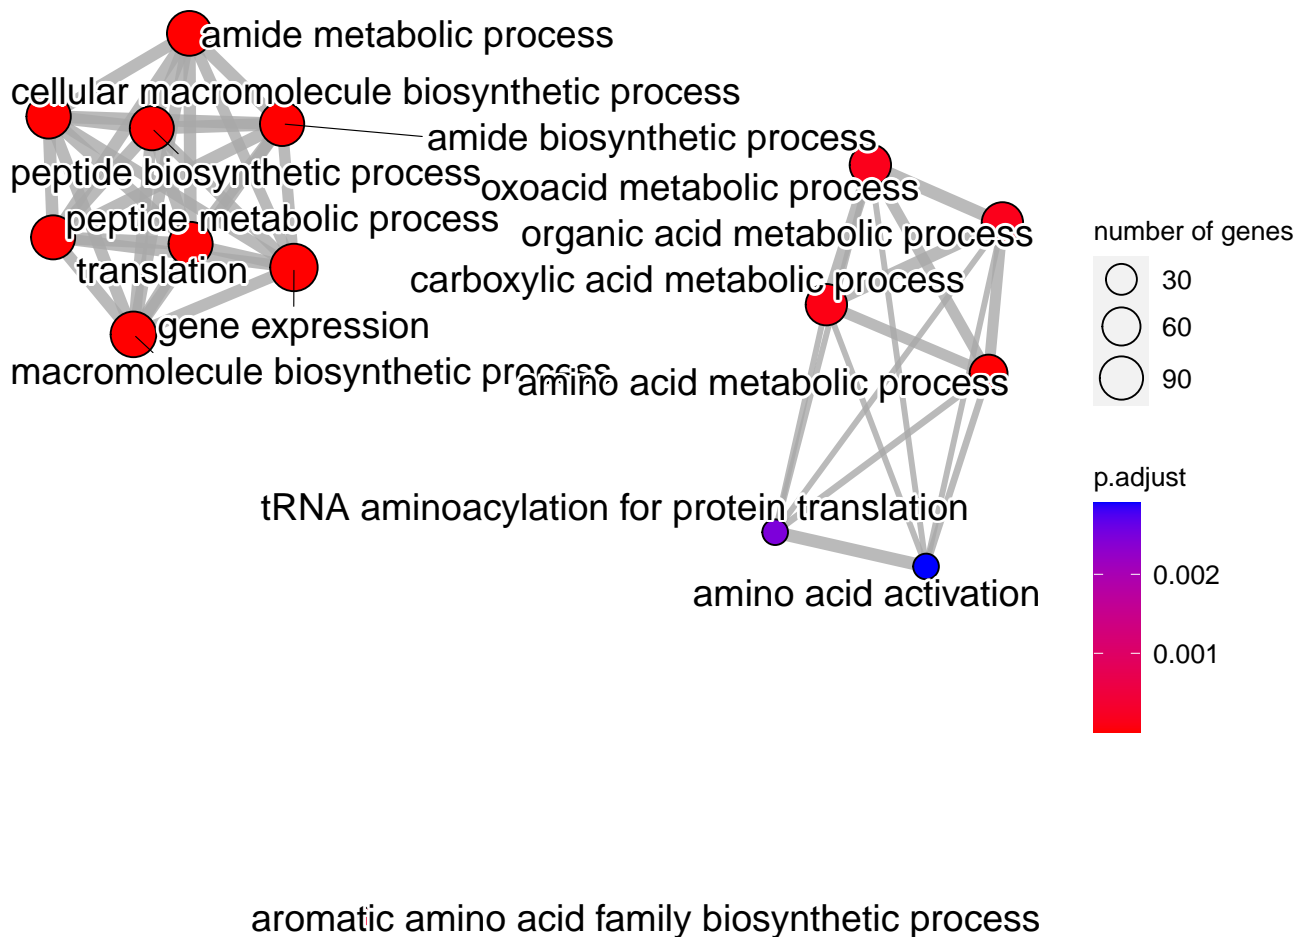 amide metabolic process
cellular macromolecule biosynthetic process
amide biosynthetic process
peptide biosynthetic process
oxoacid metabolic process
peptide metabolic process
organic acid metabolic process
translation
carboxylic acid metabolic process
gene expression
macromolecule biosynthetic process
amino acid metabolic process
tRNA aminoacylation for protein translation
amino acid activation
aromatic amino acid family biosynthetic process
number of genes
30
60
90
p.adjust
0.002
0.001